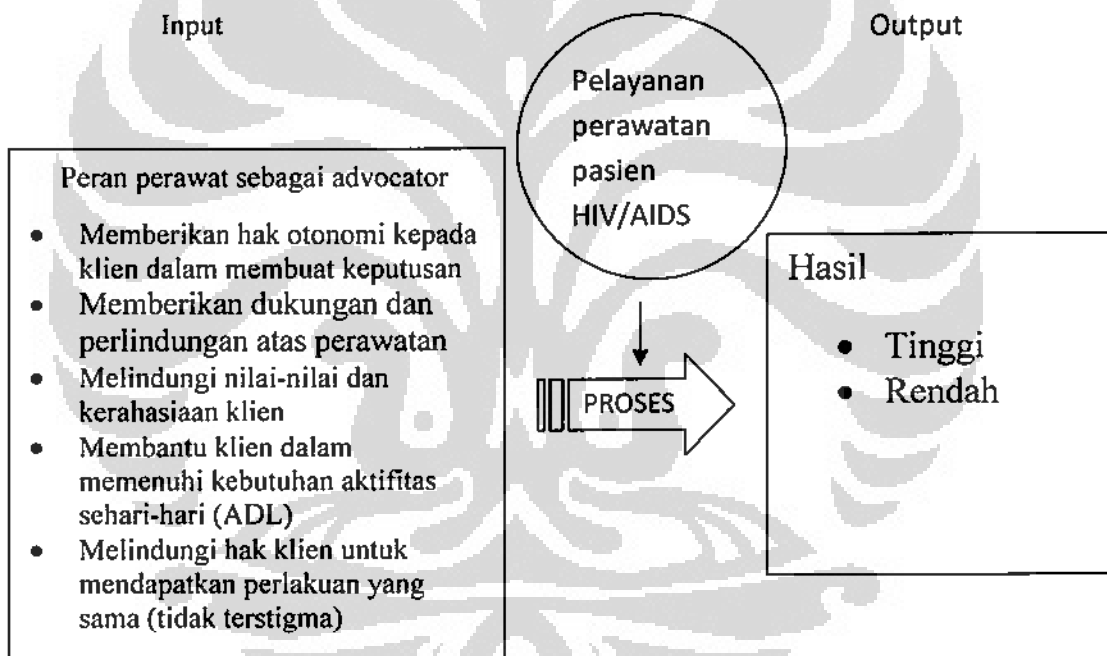 Input
Output
Pelayanan
perawatan
pasien
HIV/AIDS
Peran perawat sebagai advocator
• Memberikan hak otonomi kepada
klien dalam membuat keputusan
• Memberikan dukungan dan
perlindungan atas perawatan
• Melindungi nilai-nilai dan
kerahasiaan klien
• Membantu klien dalam
memenuhi kebutuhan aktifitas
sehari-hari (ADL)
• Melindungi hak klien untuk
mendapatkan perlakuan yang
sama (tidak terstigma)
PROSES
Hasil
• Tinggi
• Rendah